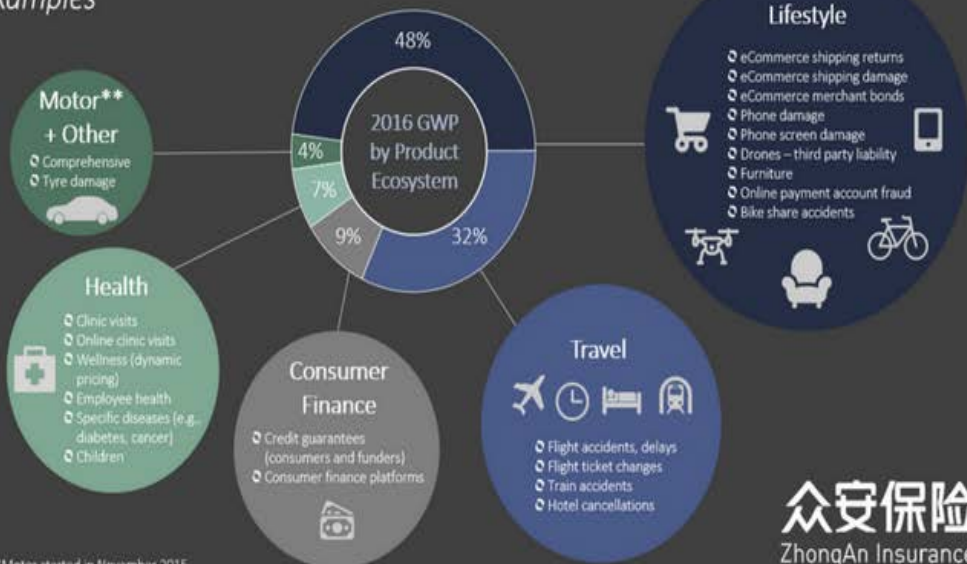 48%
4%
7%
9%
32%
2016 GWP
by Product
Ecosystem
Motor**
+ Other
Comprehensive
Tyre damage
Health
Clinic visits
Online clinic visits
Wellness (dynamic
pricing)
Employee health
Specific diseases (e.g.,
diabetes, cancer)
Children
Consumer
Finance
Credit guarantees
(consumers and funders)
Consumer finance platforms
Travel
Flight accidents, delays
Flight ticket changes
Train accidents
Hotel cancellations
Lifestyle
eCommerce shipping returns
eCommerce shipping damage
eCommerce merchant bonds
Phone damage
Phone screen damage
Drones – third party liability
Furniture
Online payment account fraud
Bike share accidents
众安保险
ZhongAn Insurance